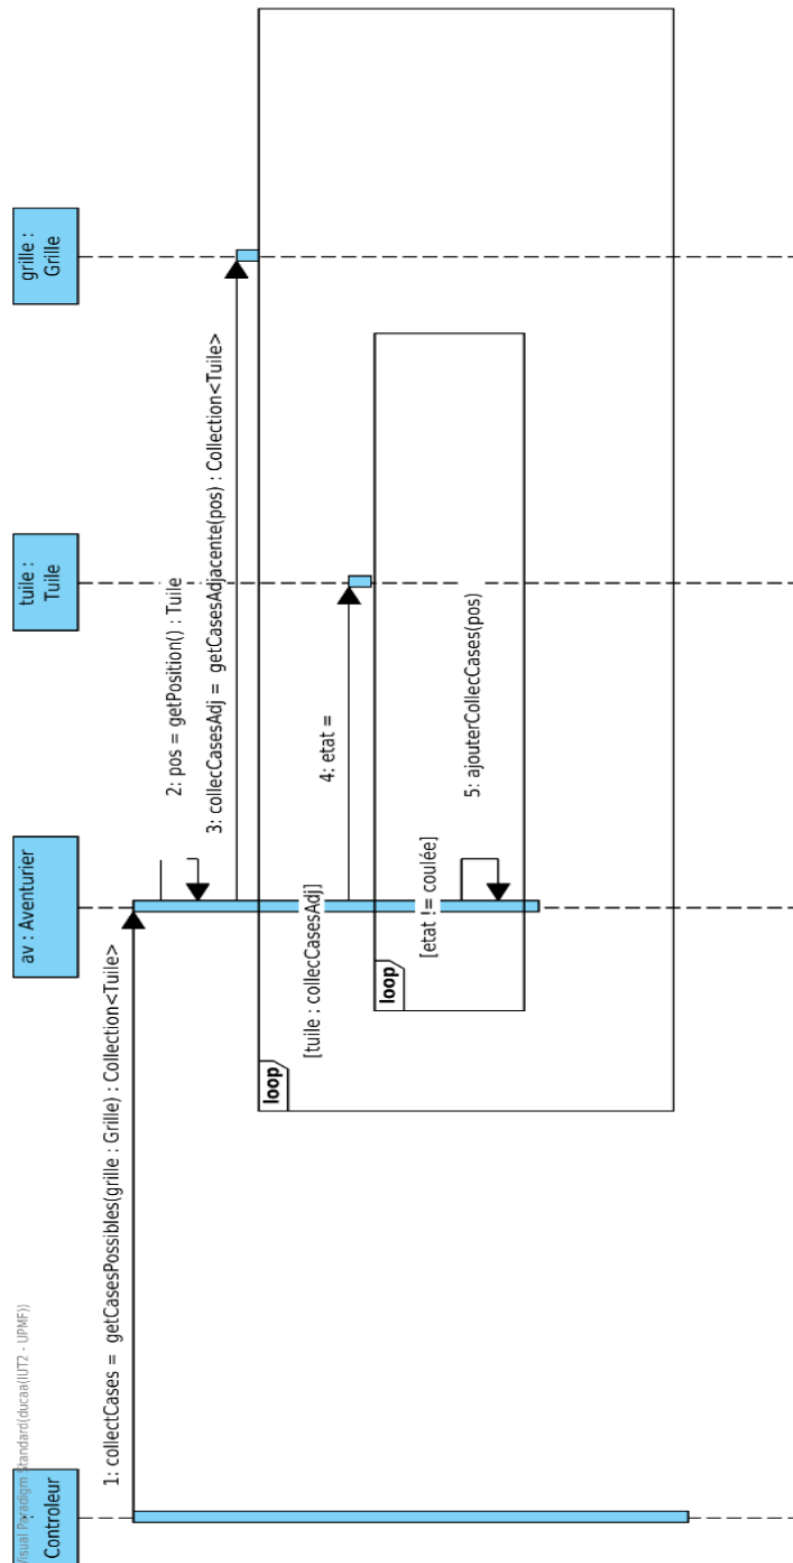 Visual Paradigm Standard(ducaa(IUT2 - UPMF))
:
Controleur
av : Aventurier
tuile :
Tuile
grille :
Grille
1: collectCases =  getCasesPossibles(grille : Grille) : Collection<Tuile>
2: pos = getPosition() : Tuile
3: collecCasesAdj =  getCasesAdjacente(pos) : Collection<Tuile>
loop
[tuile : collecCasesAdj]
4: etat =
loop
[etat != coulée]
5: ajouterCollecCases(pos)